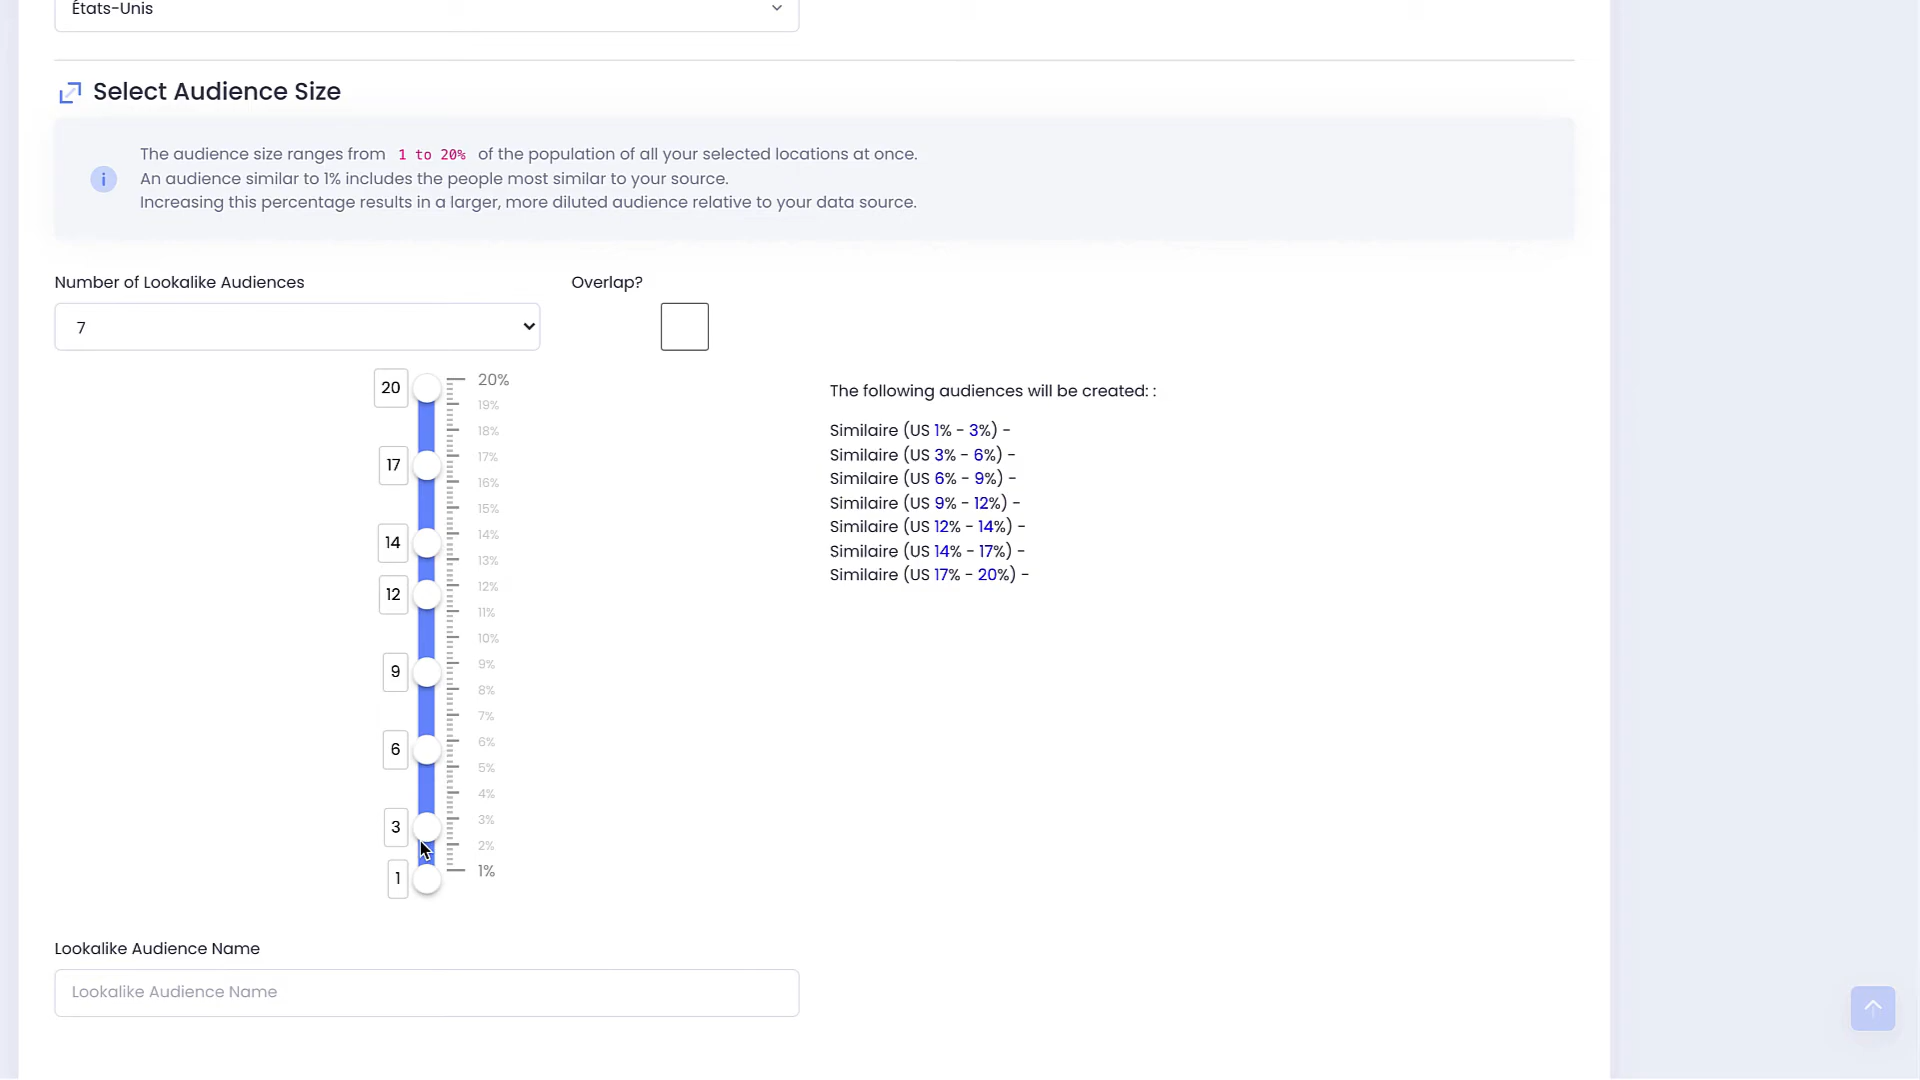 États-Unis
Select Audience Size
The audience size ranges from 1 to 20% of the population of all your selected locations at once.
An audience similar to 1% includes the people most similar to your source.
Increasing this percentage results in a larger, more diluted audience relative to your data source.
Number of Lookalike Audiences
Overlap?
7
20
17
14
12
9
6
3
1
20%
19%
18%
17%
16%
15%
14%
13%
12%
11%
10%
9%
8%
7%
6%
5%
4%
3%
2%
1%
The following audiences will be created: :
Similaire (US 1% - 3%) -
Similaire (US 3% - 6%) -
Similaire (US 6% - 9%) -
Similaire (US 9% - 12%) -
Similaire (US 12% - 14%) -
Similaire (US 14% - 17%) -
Similaire (US 17% - 20%) -
Lookalike Audience Name
Lookalike Audience Name